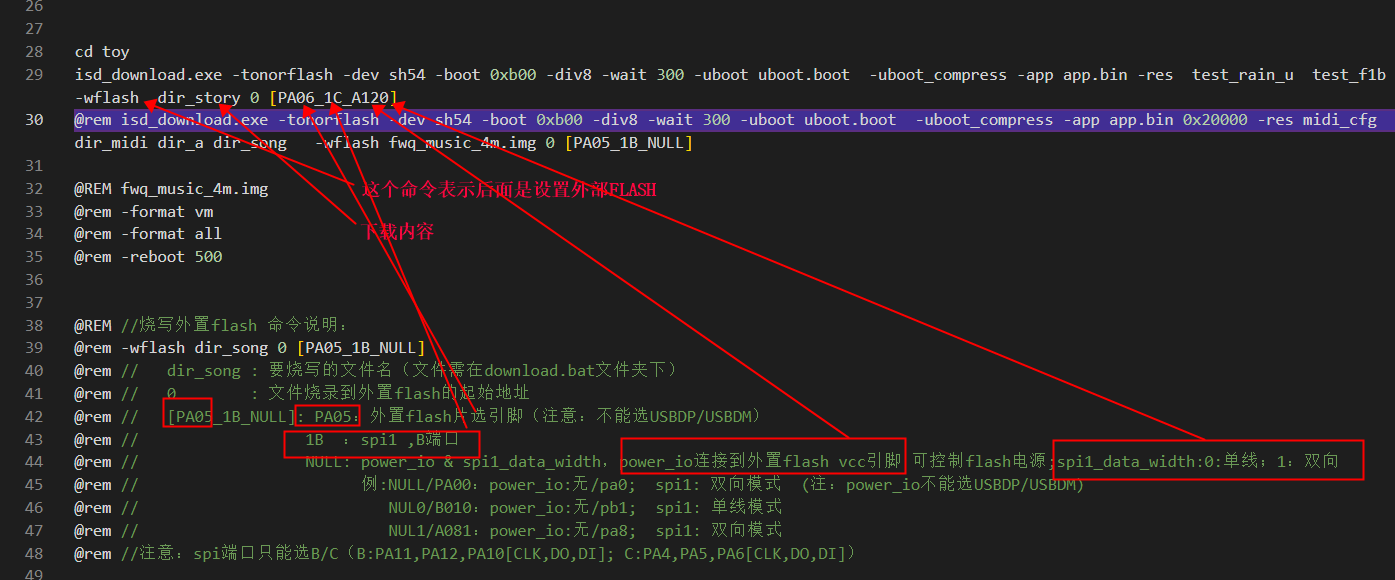 26
27
28 cd toy
29 isd_download.exe -tonorflash -dev sh54 -boot 0xb00 -div8 -wait 300 -uboot uboot.boot  -uboot_compress -app app.bin -res  test_rain_u  test_f1b
-wflash  dir_story 0 [PA06_1C_A120]
30 @rem isd_download.exe -tonorflash -dev sh54 -boot 0xb00 -div8 -wait 300 -uboot uboot.boot  -uboot_compress -app app.bin 0x20000 -res midi_cfg
dir_midi dir_a dir_song   -wflash fwq_music_4m.img 0 [PA05_1B_NULL]
31
这个命令表示后面是设置外部FLASH
32 @REM fwq_music_4m.img
33 @rem -format vm
下载内容
34 @rem -format all
35 @rem -reboot 500
36
37
38 @REM //烧写外置flash 命令说明：
39 @rem -wflash dir_song 0 [PA05_1B_NULL]
40 @rem //   dir_song : 要烧写的文件名（文件需在download.bat文件夹下）
41 @rem //   0        : 文件烧录到外置flash的起始地址
42 @rem //   [PA05_1B_NULL]: PA05：外置flash片选引脚（注意：不能选USBDP/USBDM）
43 @rem //                   1B  ：spi1 ,B端口
44 @rem //                   NULL: power_io & spi1_data_width，power_io连接到外置flash vcc引脚 可控制flash电源;spi1_data_width:0:单线；1：双向
45 @rem //                         例:NULL/PA00：power_io:无/pa0;  spi1: 双向模式  (注：power_io不能选USBDP/USBDM)
46 @rem //                            NUL0/B010：power_io:无/pb1;  spi1: 单线模式
47 @rem //                            NUL1/A081：power_io:无/pa8;  spi1: 双向模式
48 @rem //注意：spi端口只能选B/C（B:PA11,PA12,PA10[CLK,DO,DI]; C:PA4,PA5,PA6[CLK,DO,DI]）
49